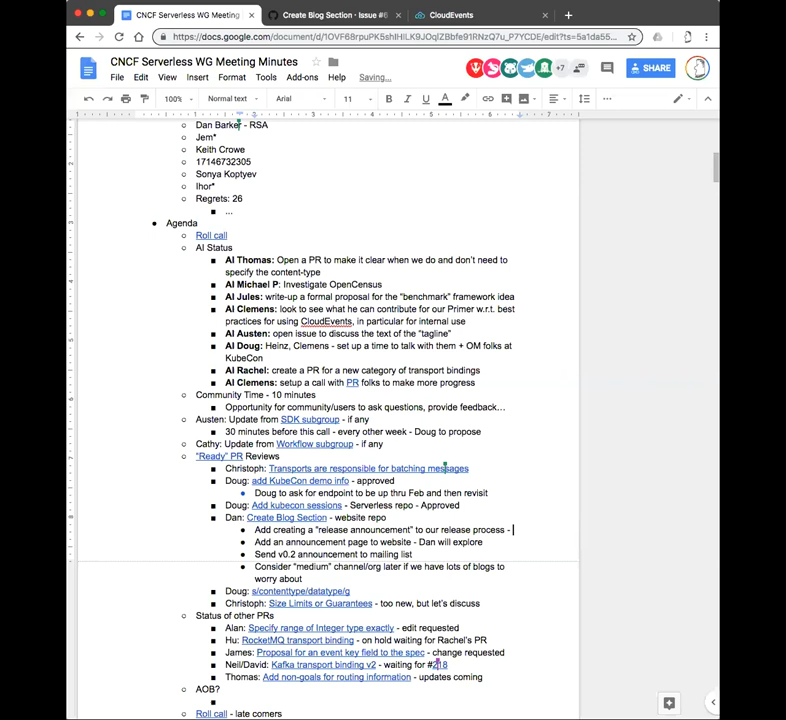 CNCF Serverless WG Meeting
Create Blog Section · Issue #6
CloudEvents
CNCF Serverless WG Meeting Minutes
File Edit View Insert Format Tools Add-ons Help Saving...
+7
SHARE
100%
Normal text
Arial
11
Dan Barker - RSA
Jem*
Keith Crowe
17146732305
Sonya Koptyev
Ihor*
Regrets: 26
...
Agenda
Roll call
AI Status
AI Thomas: Open a PR to make it clear when we do and don't need to
specify the content-type
AI Michael P: Investigate OpenCensus
AI Jules: write-up a formal proposal for the "benchmark" framework idea
AI Clemens: look to see what he can contribute for our Primer w.r.t. best
practices for using CloudEvents, in particular for internal use
AI Austen: open issue to discuss the text of the "tagline"
AI Doug: Heinz, Clemens - set up a time to talk with them + OM folks at
KubeCon
AI Rachel: create a PR for a new category of transport bindings
AI Clemens: setup a call with PR folks to make more progress
Community Time - 10 minutes
Opportunity for community/users to ask questions, provide feedback...
Austen: Update from SDK subgroup - if any
30 minutes before this call - every other week - Doug to propose
Cathy: Update from Workflow subgroup - if any
"Ready" PR Reviews
Christoph: Transports are responsible for batching messages
Doug: add KubeCon demo info - approved
Doug to ask for endpoint to be up thru Feb and then revisit
Doug: Add kubecon sessions - Serverless repo - Approved
Dan: Create Blog Section - website repo
Add creating a "release announcement" to our release process -
Add an announcement page to website - Dan will explore
Send v0.2 announcement to mailing list
Consider "medium" channel/org later if we have lots of blogs to
worry about
Doug: s/contenttype/datatype/g
Christoph: Size Limits or Guarantees - too new, but let's discuss
Status of other PRs
Alan: Specify range of Integer type exactly - edit requested
Hu: RocketMQ transport binding - on hold waiting for Rachel's PR
James: Proposal for an event key field to the spec - change requested
Neil/David: Kafka transport binding v2 - waiting for #218
Thomas: Add non-goals for routing information - updates coming
AOB?
Roll call - late comers